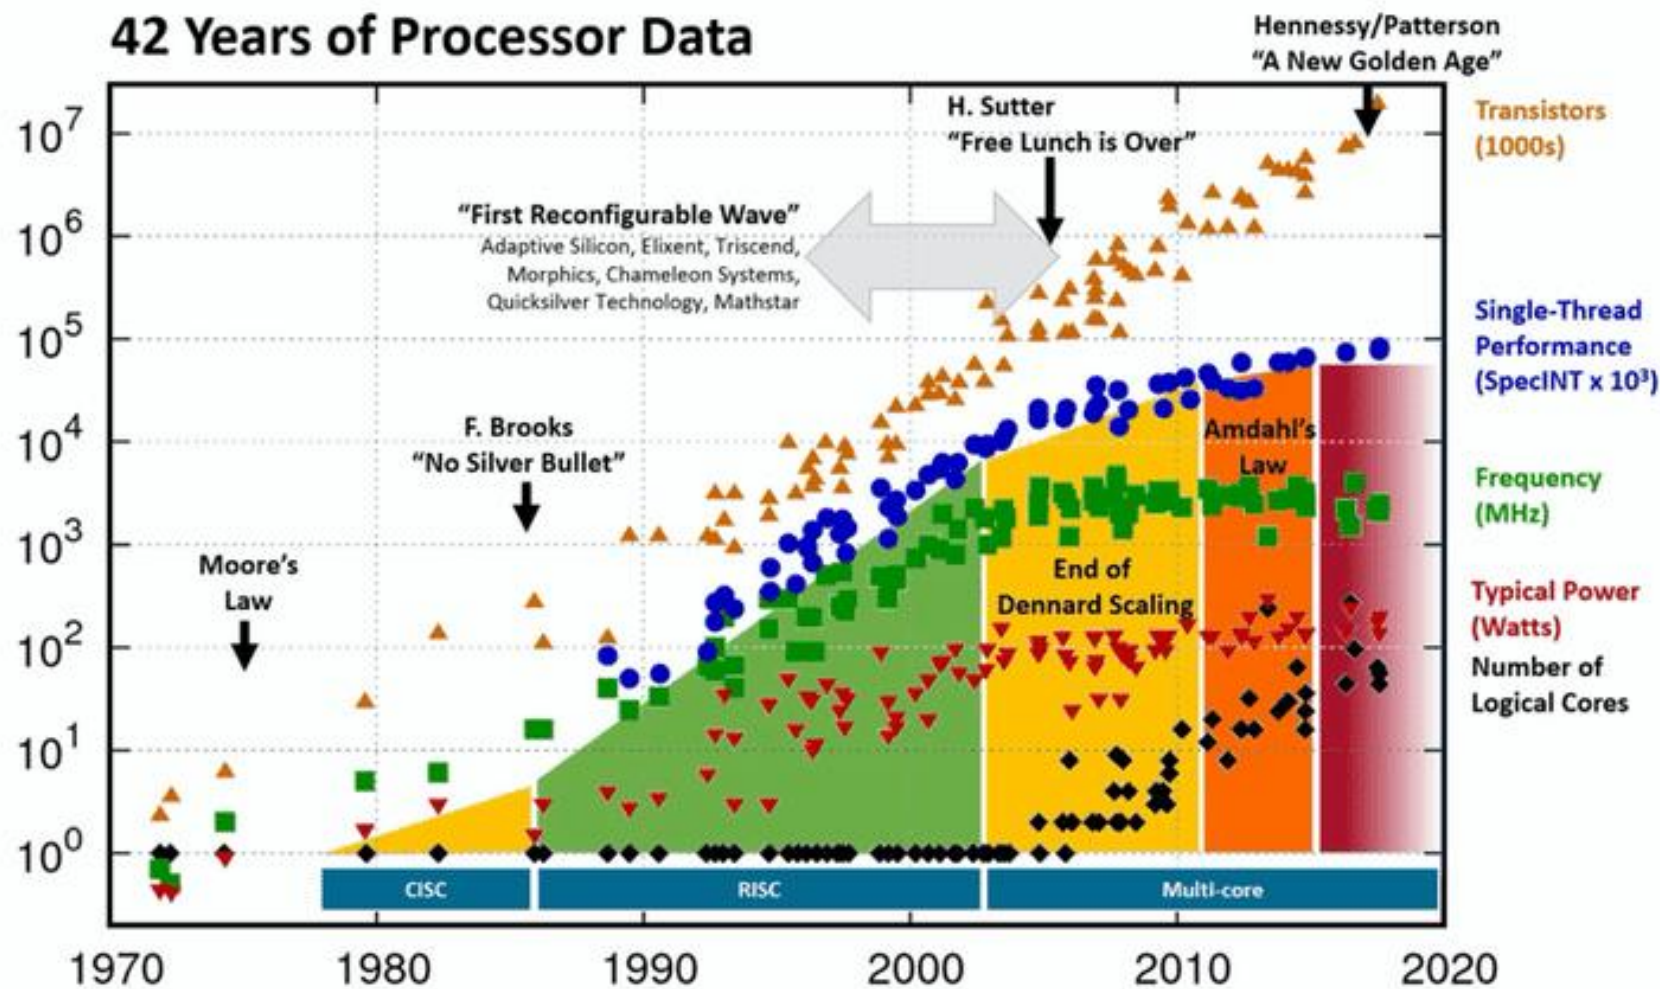 42 Years of Processor Data
Hennessy/Patterson
“A New Golden Age”
H. Sutter
“Free Lunch is Over”
“First Reconfigurable Wave”
Adaptive Silicon, Elixent, Triscend,
Morphics, Chameleon Systems,
Quicksilver Technology, Mathstar
F. Brooks
“No Silver Bullet”
Moore’s
Law
Amdahl’s
Law
End of
Dennard Scaling
10⁷
10⁶
10⁵
10⁴
10³
10²
10¹
10⁰
Transistors
(1000s)
Single-Thread
Performance
(SpecINT x 10³)
Frequency
(MHz)
Typical Power
(Watts)
Number of
Logical Cores
CISC
RISC
Multi-core
1970
1980
1990
2000
2010
2020